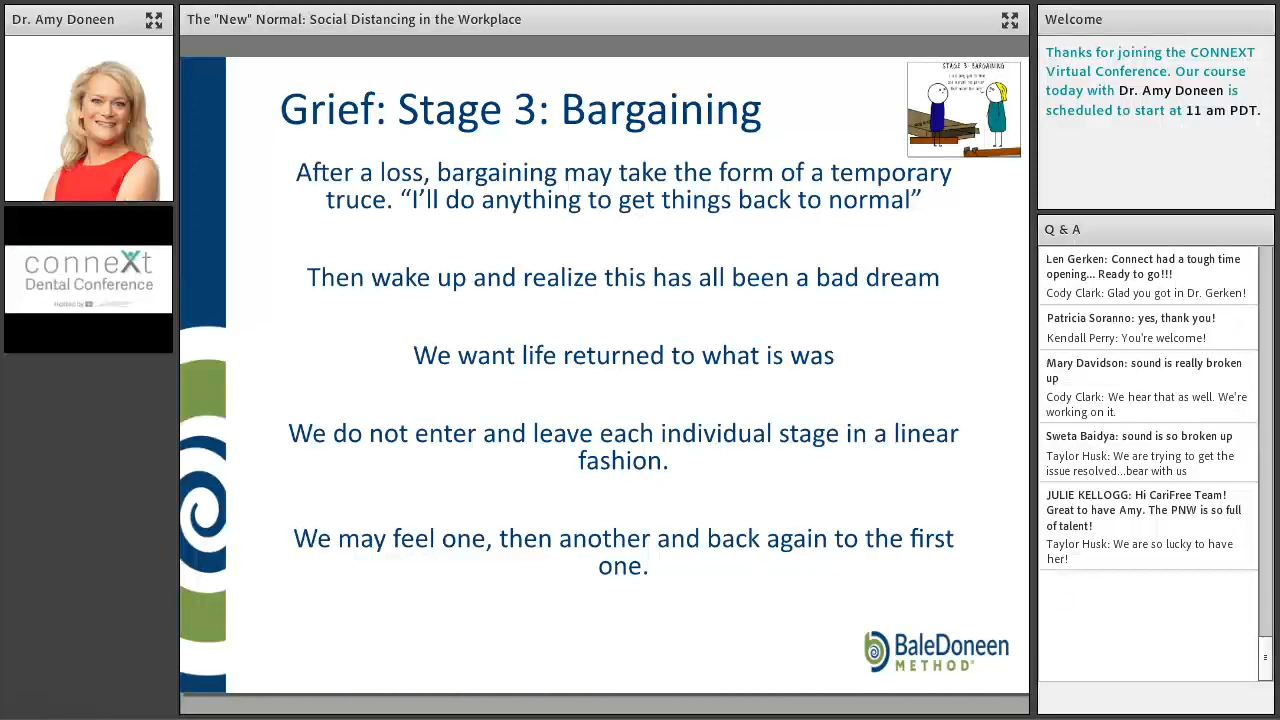 Dr. Amy Doneen
The "New" Normal: Social Distancing in the Workplace
Welcome
Thanks for joining the CONNEXT
Virtual Conference. Our course
today with Dr. Amy Doneen is
scheduled to start at 11 am PDT.
STAGE 3: BARGAINING
Grief: Stage 3: Bargaining
After a loss, bargaining may take the form of a temporary
truce. “I’ll do anything to get things back to normal”
Then wake up and realize this has all been a bad dream
We want life returned to what is was
We do not enter and leave each individual stage in a linear
fashion.
We may feel one, then another and back again to the first
one.
BaleDoneen
METHOD®
conneXt
Dental Conference
Hosted by
Q & A
Len Gerken: Connect had a tough time
opening... Ready to go!!!
Cody Clark: Glad you got in Dr. Gerken!
Patricia Soranno: yes, thank you!
Kendall Perry: You're welcome!
Mary Davidson: sound is really broken
up
Cody Clark: We hear that as well. We're
working on it.
Sweta Baidya: sound is so broken up
Taylor Husk: We are trying to get the
issue resolved...bear with us
JULIE KELLOGG: Hi CariFree Team!
Great to have Amy. The PNW is so full
of talent!
Taylor Husk: We are so lucky to have
her!